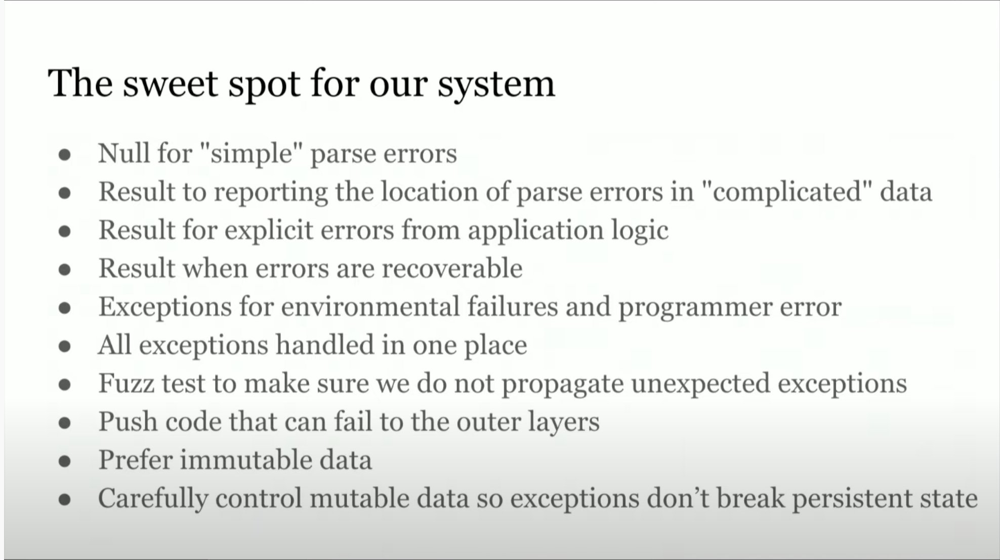 The sweet spot for our system
● Null for "simple" parse errors
● Result to reporting the location of parse errors in "complicated" data
● Result for explicit errors from application logic
● Result when errors are recoverable
● Exceptions for environmental failures and programmer error
● All exceptions handled in one place
● Fuzz test to make sure we do not propagate unexpected exceptions
● Push code that can fail to the outer layers
● Prefer immutable data
● Carefully control mutable data so exceptions don’t break persistent state